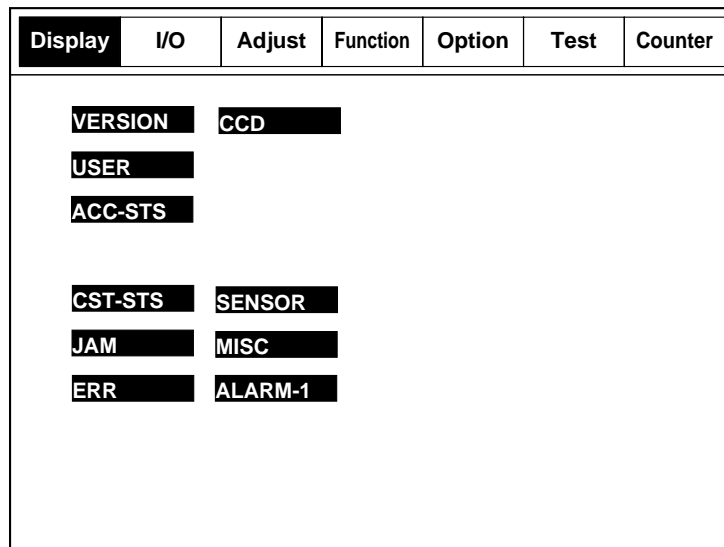 Display I/O Adjust Function Option Test Counter
VERSION CCD
USER
ACC-STS
CST-STS SENSOR
JAM MISC
ERR ALARM-1